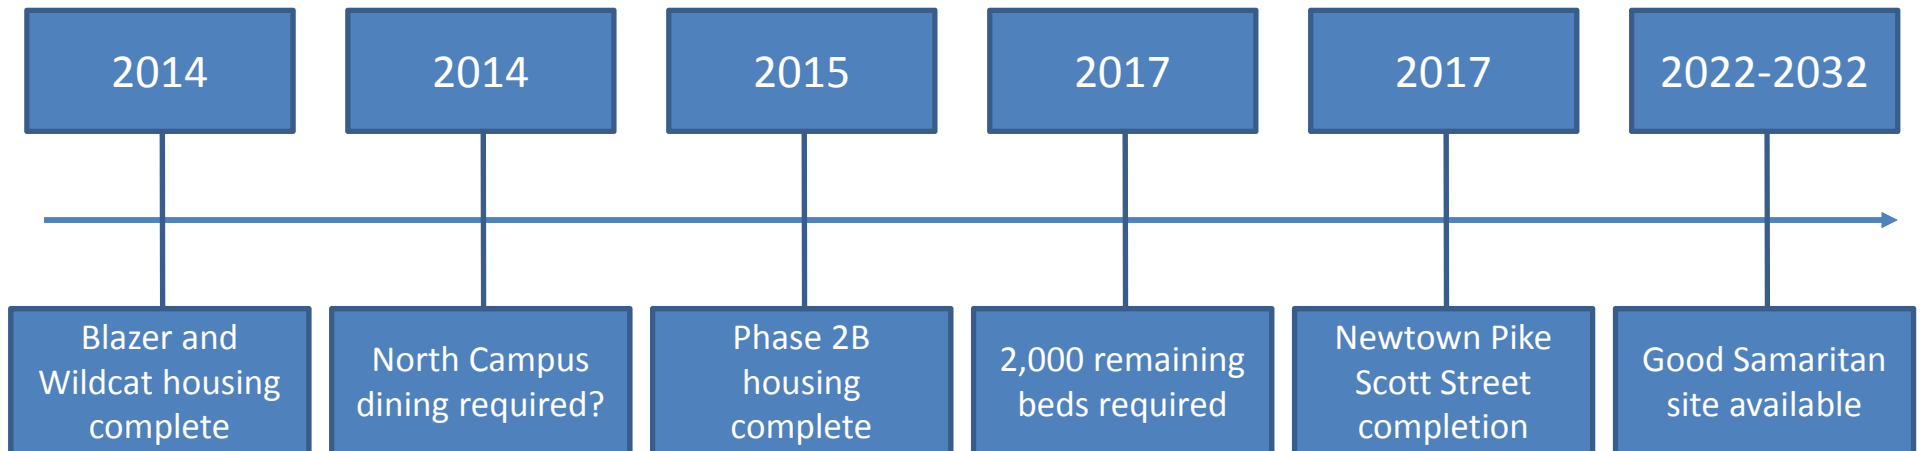 2014
2014
2015
2017
2017
2022-2032
Blazer and
Wildcat housing
complete
North Campus
dining required?
Phase 2B
housing
complete
2,000 remaining
beds required
Newtown Pike
Scott Street
completion
Good Samaritan
site available